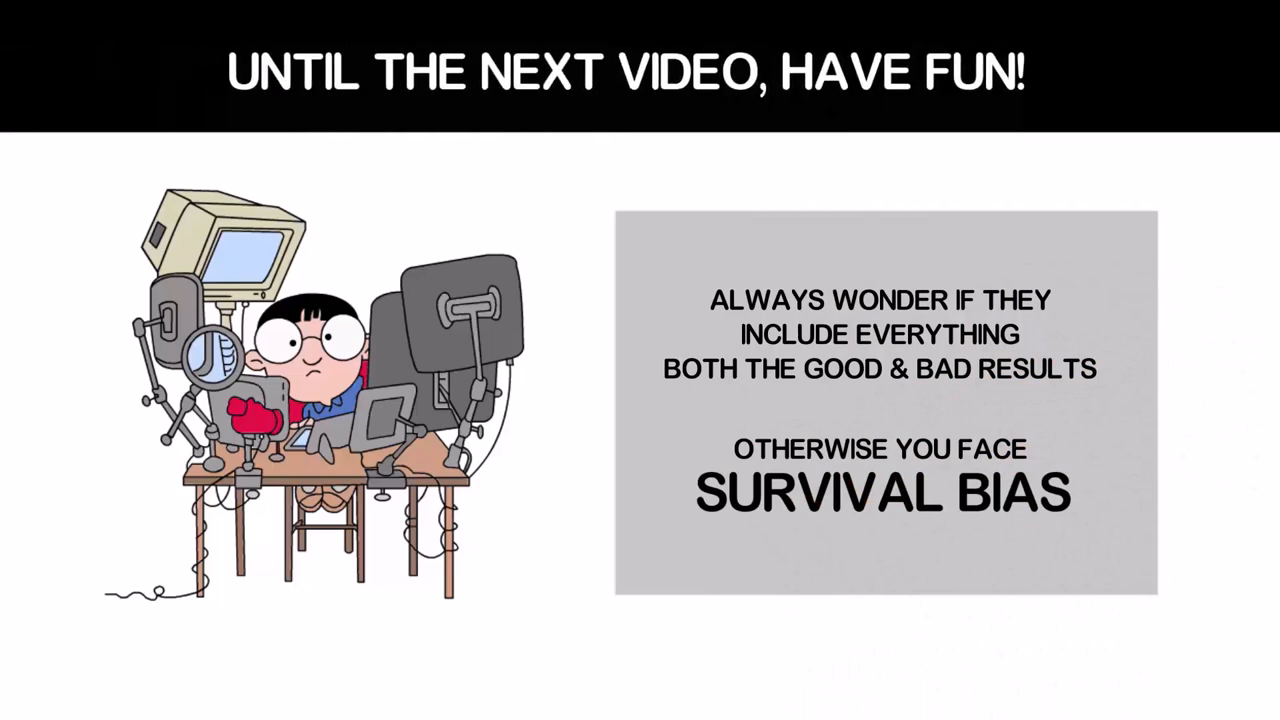 UNTIL THE NEXT VIDEO, HAVE FUN!
ALWAYS WONDER IF THEY
INCLUDE EVERYTHING
BOTH THE GOOD & BAD RESULTS
OTHERWISE YOU FACE
SURVIVAL BIAS